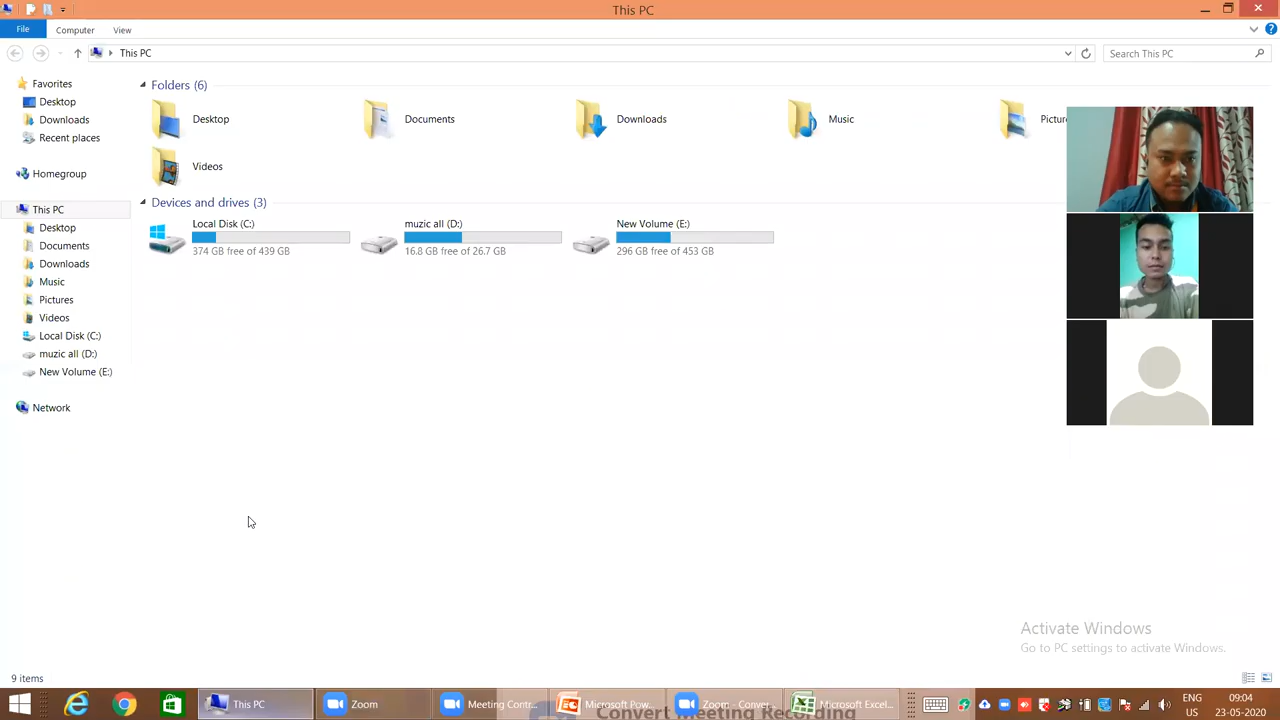 This PC
File Computer View
This PC
Search This PC
Favorites
Desktop
Downloads
Recent places
Homegroup
This PC
Desktop
Documents
Downloads
Music
Pictures
Videos
Local Disk (C:)
muzic all (D:)
New Volume (E:)
Network
Folders (6)
Desktop
Documents
Downloads
Music
Pictu
Videos
Devices and drives (3)
Local Disk (C:)
374 GB free of 439 GB
muzic all (D:)
16.8 GB free of 26.7 GB
New Volume (E:)
296 GB free of 453 GB
Activate Windows
Go to PC settings to activate Windows.
9 items
This PC
Zoom
Meeting Contr...
Microsoft Pow...
Zoom - Conver...
Microsoft Excel...
ENG
US
09:04
23-05-2020
Convert Meeting Recording